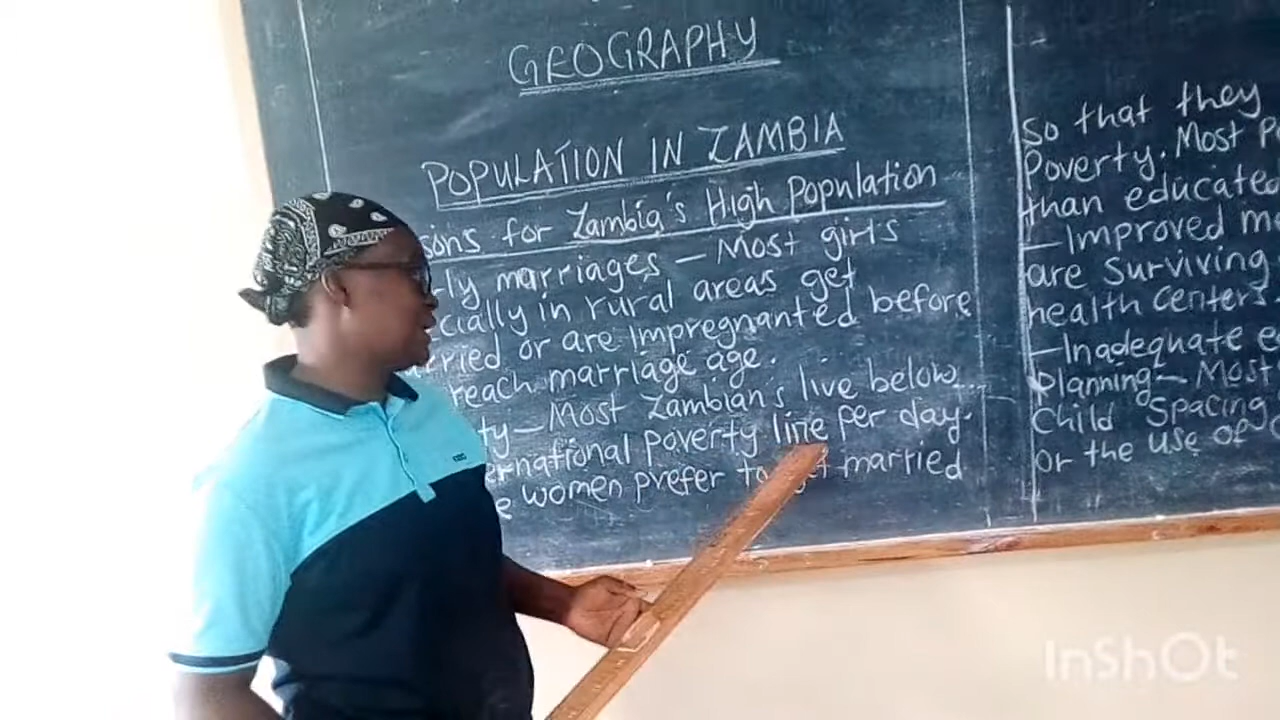 GEOGRAPHY
POPULATION IN ZAMBIA
sons for Zambia's High Population
rly marriages – Most girls
cially in rural areas get
rried or are Impregnanted before
reach marriage age.
ty – Most Zambian's live below
ernational poverty line per day.
e women prefer to get married
So that they
Poverty. Most P
than educated
– Improved m
are surviving
health centers.
– Inadequate e
Planning – Most
Child Spacing
or the use of c
InShOt